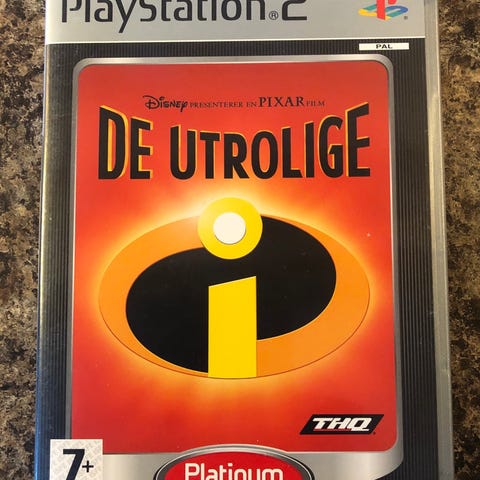 PlayStation®2
PAL
DISNEY PRESENTERER EN PIXAR FILM
DE UTROLIGE
i
THQ
7+
Platinum